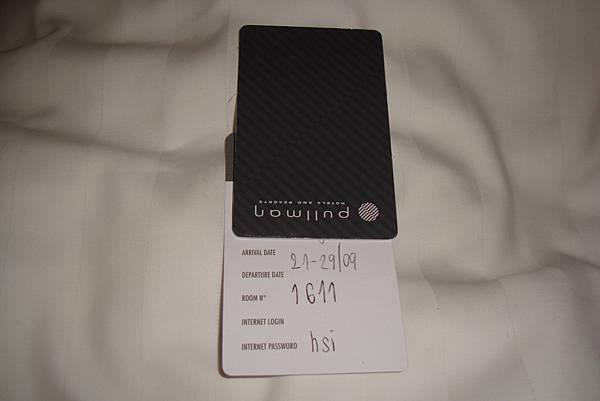 pullman
HOTELS AND RESORTS
ARRIVAL DATE
21-29/09
DEPARTURE DATE
ROOM N° 1611
INTERNET LOGIN
INTERNET PASSWORD hsi